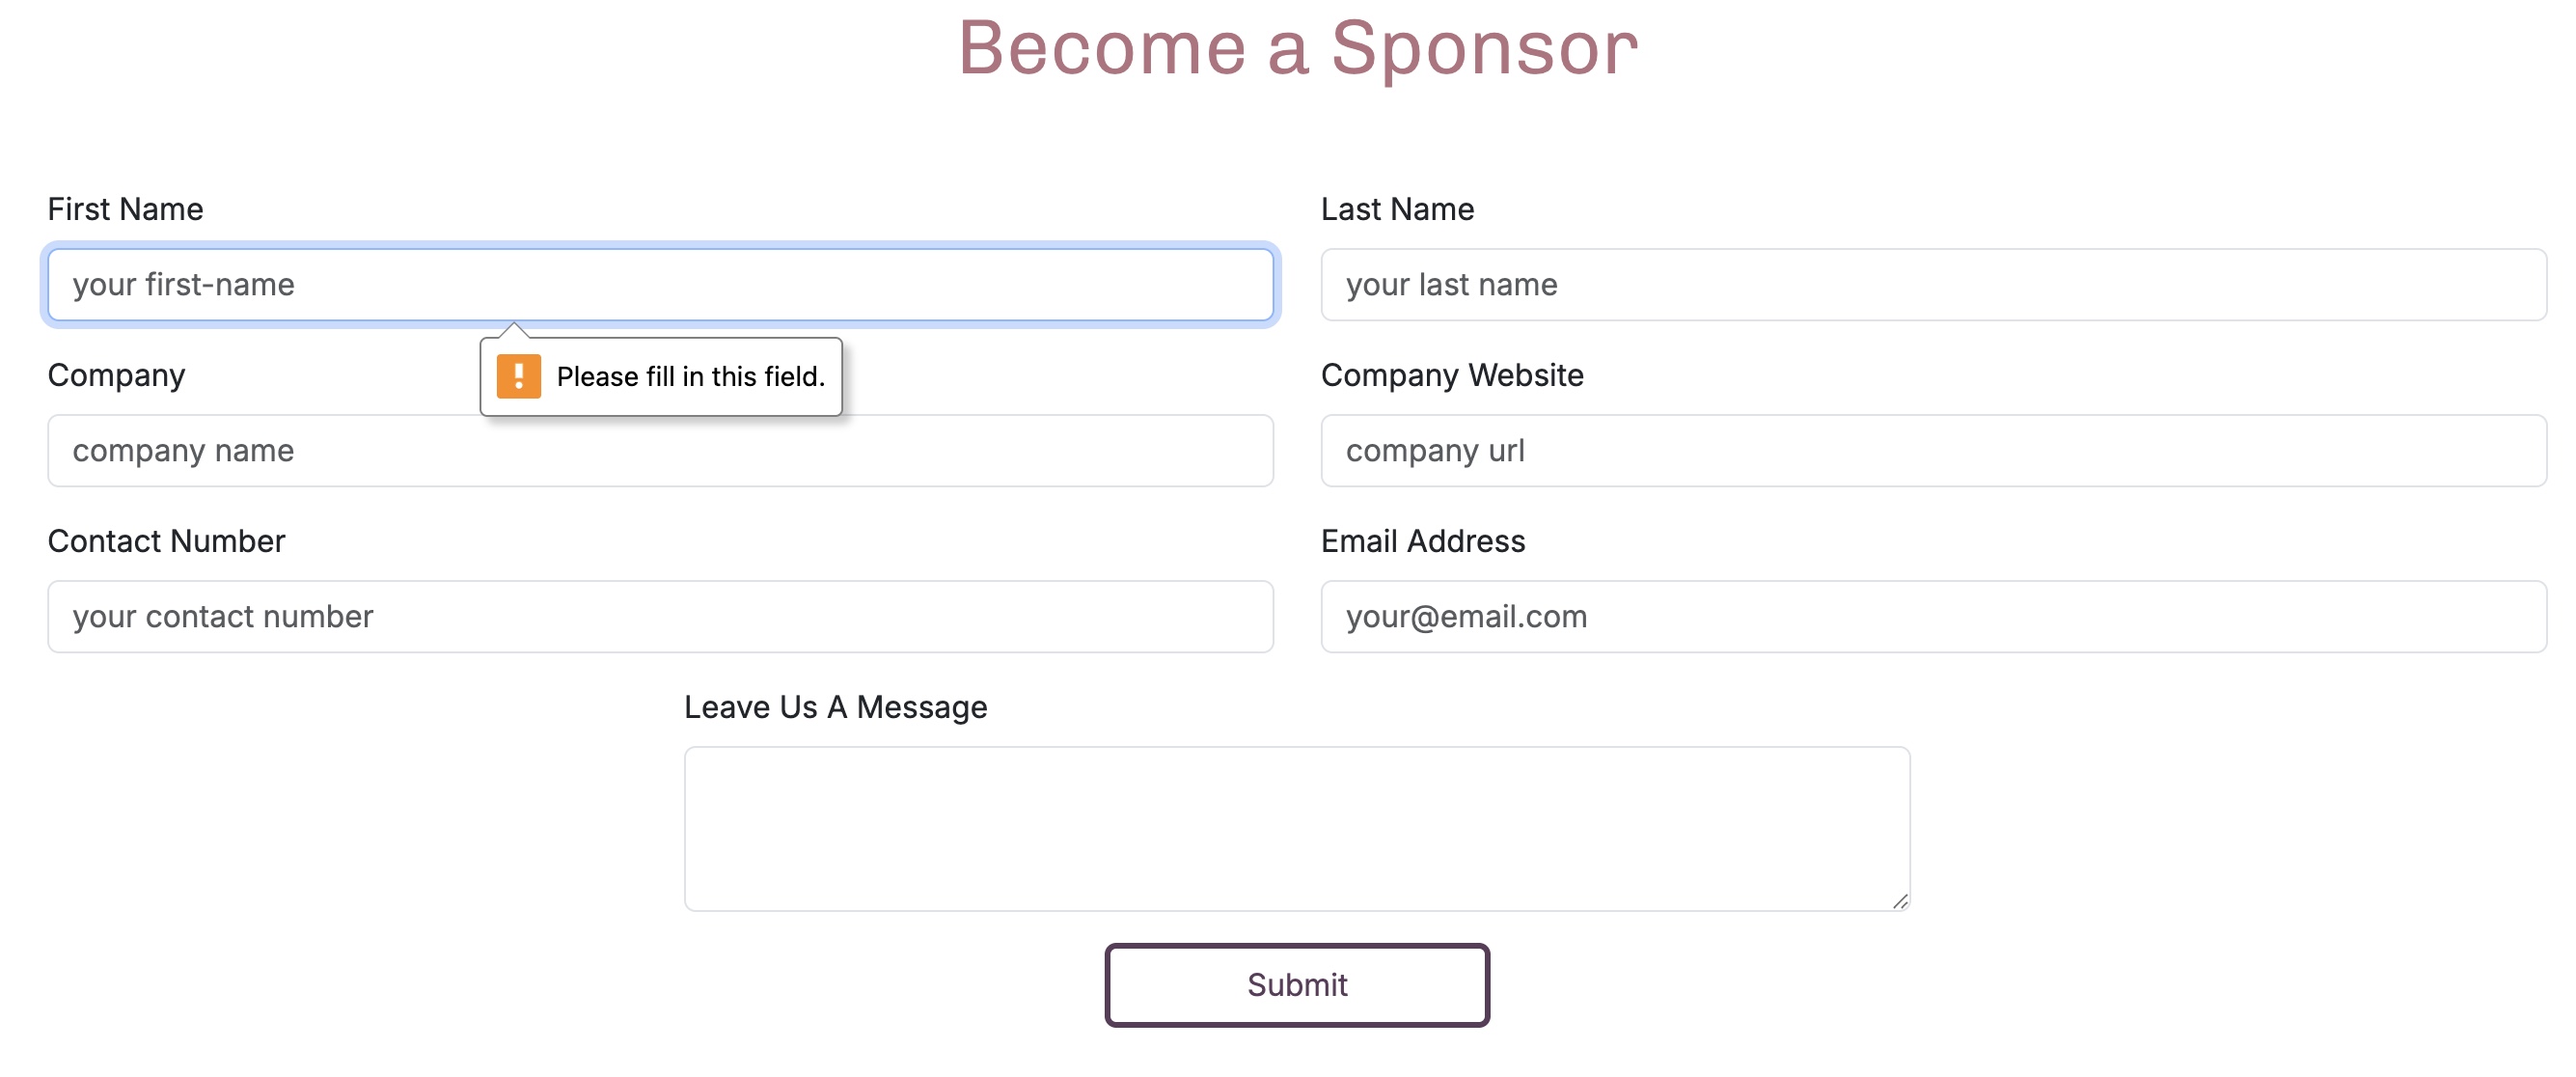 Become a Sponsor
First Name
Last Name
your first-name
your last name
Please fill in this field.
Company
Company Website
company name
company url
Contact Number
Email Address
your contact number
your@email.com
Leave Us A Message
Submit